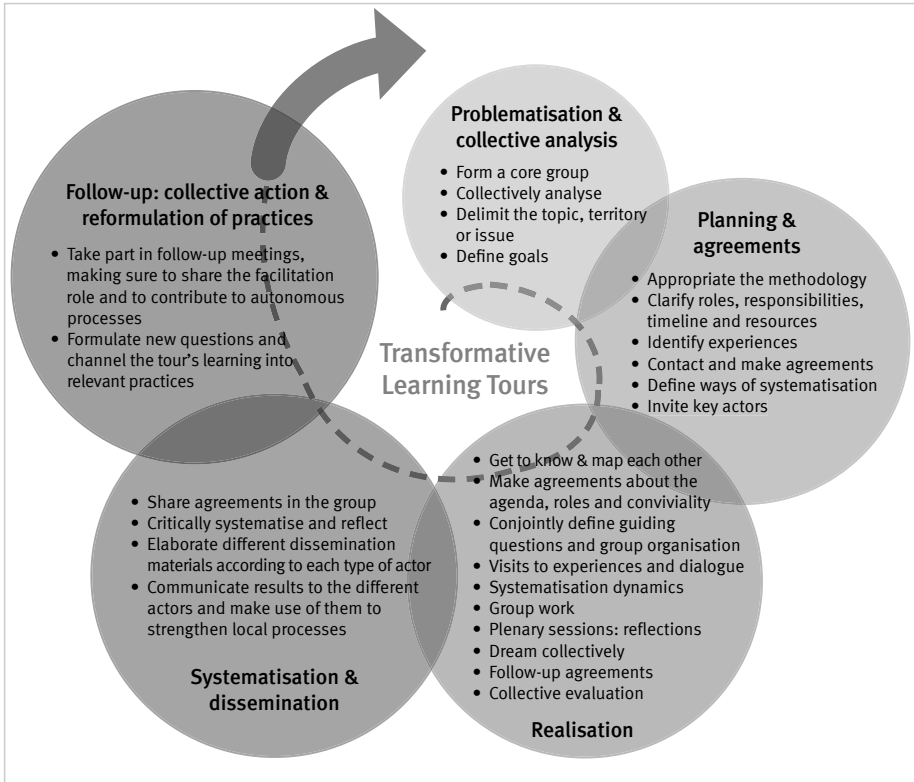 Problematisation &
collective analysis
• Form a core group
• Collectively analyse
• Delimit the topic, territory
or issue
• Define goals
Planning &
agreements
• Appropriate the methodology
• Clarify roles, responsibilities,
timeline and resources
• Identify experiences
• Contact and make agreements
• Define ways of systematisation
• Invite key actors
• Get to know & map each other
• Make agreements about the
agenda, roles and conviviality
• Conjointly define guiding
questions and group organisation
• Visits to experiences and dialogue
• Systematisation dynamics
• Group work
• Plenary sessions: reflections
• Dream collectively
• Follow-up agreements
• Collective evaluation
Realisation
• Share agreements in the group
• Critically systematise and reflect
• Elaborate different dissemination
materials according to each type of actor
• Communicate results to the different
actors and make use of them to
strengthen local processes
Systematisation &
dissemination
Follow-up: collective action &
reformulation of practices
• Take part in follow-up meetings,
making sure to share the facilitation
role and to contribute to autonomous
processes
• Formulate new questions and
channel the tour’s learning into
relevant practices
Transformative
Learning Tours